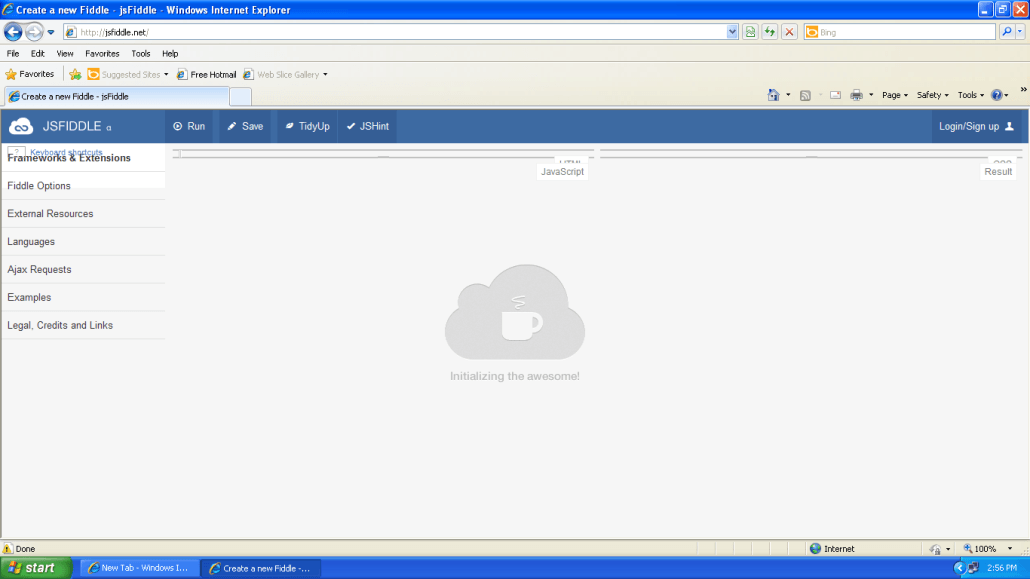 Create a new Fiddle - jsFiddle - Windows Internet Explorer
http://jsfiddle.net/
Bing
File Edit View Favorites Tools Help
Favorites Suggested Sites Free Hotmail Web Slice Gallery
Create a new Fiddle - jsFiddle
Page Safety Tools
JSFIDDLE α Run Save TidyUp JSHint Login/Sign up
? Keyboard shortcuts
Frameworks & Extensions
HTML
CSS
JavaScript
Result
Fiddle Options
External Resources
Languages
Ajax Requests
Examples
Legal, Credits and Links
Initializing the awesome!
Done Internet 100%
start New Tab - Windows I... Create a new Fiddle -... 2:56 PM